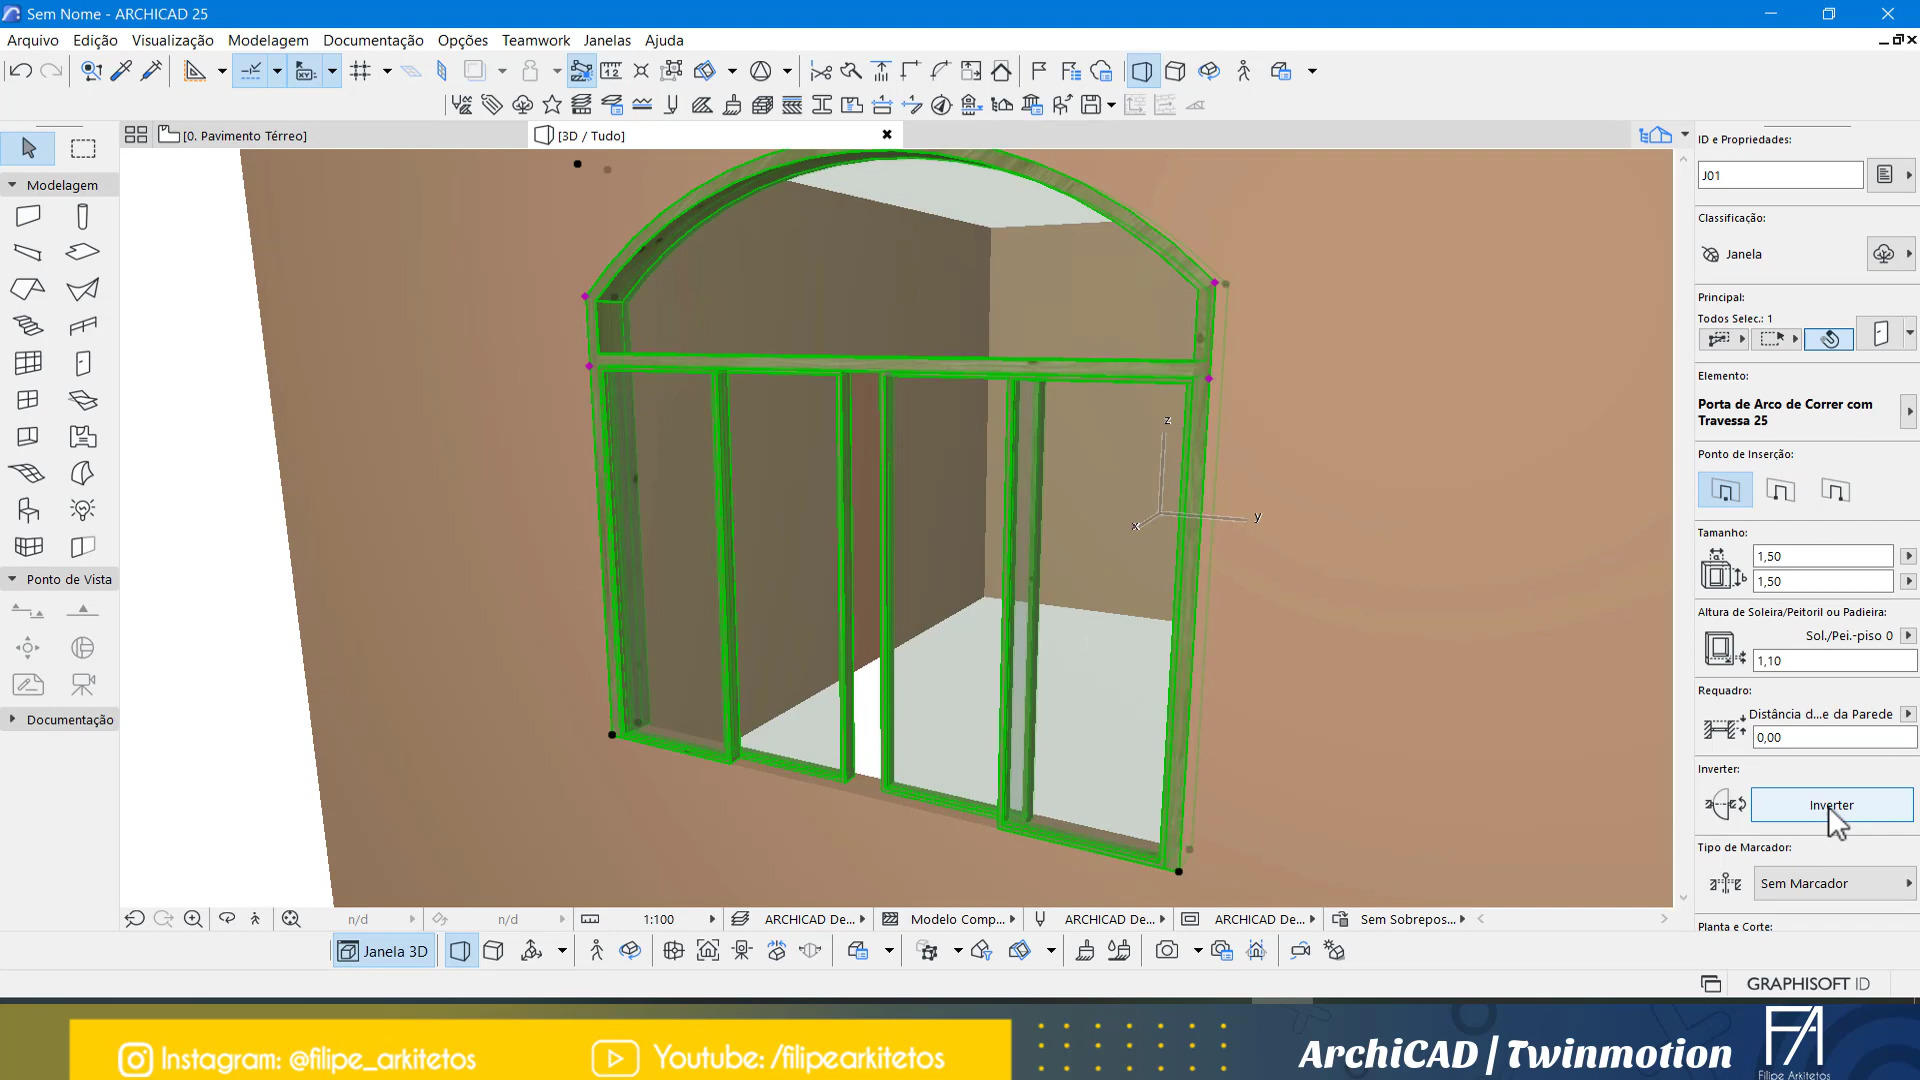 Sem Nome - ARCHICAD 25
Arquivo Edição Visualização Modelagem Documentação Opções Teamwork Janelas Ajuda
[0. Pavimento Térreo]
[3D / Tudo]
Modelagem
Ponto de Vista
Documentação
z
x
y
ID e Propriedades:
J01
Classificação:
Janela
Principal:
Todos Selec.: 1
Elemento:
Porta de Arco de Correr com
Travessa 25
Ponto de Inserção:
Tamanho:
1,50
1,50
Altura de Soleira/Peitoril ou Padieira:
Sol./Pei.-piso 0
1,10
Requadro:
Distância d...e da Parede
0,00
Inverter:
Inverter
Tipo de Marcador:
Sem Marcador
Planta e Corte:
n/d n/d 1:100 ARCHICAD De... Modelo Comp... ARCHICAD De... ARCHICAD De... Sem Sobrepos...
Janela 3D
GRAPHISOFT ID
Instagram: @filipe_arkitetos
Youtube: /filipearkitetos
ArchiCAD | Twinmotion
FA
Filipe Arkitetos